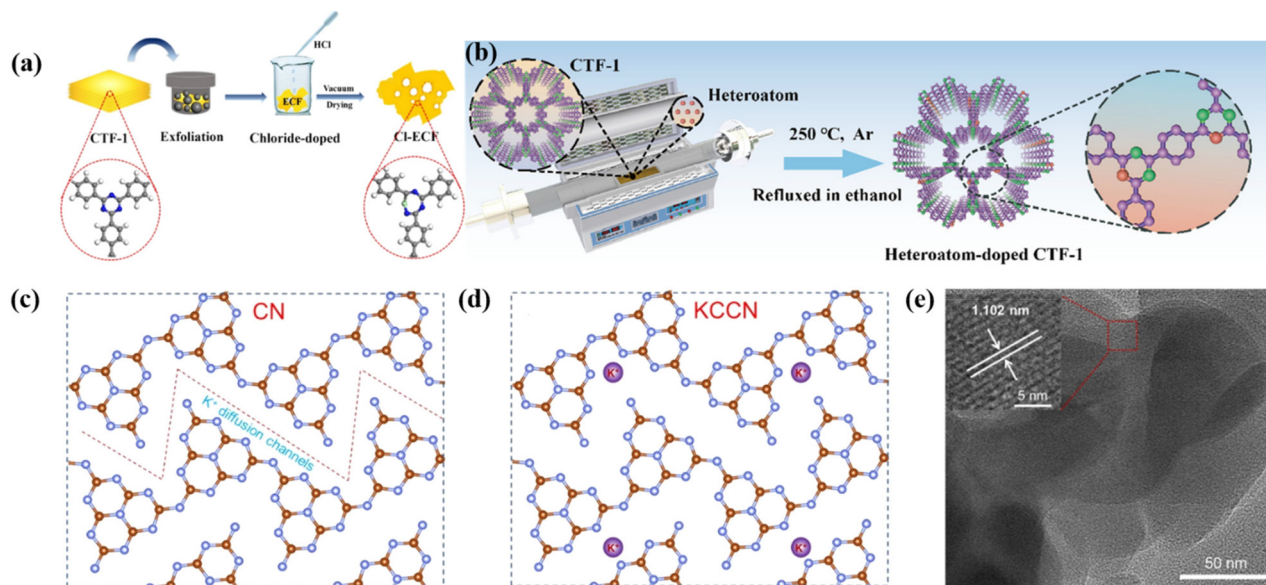 (a)
HCl
CTF-1
Exfoliation
ECF
Chloride-doped
Vacuum
Drying
Cl-ECF
(b)
CTF-1
Heteroatom
250 °C, Ar
Refluxed in ethanol
Heteroatom-doped CTF-1
(c)
CN
K+ diffusion channels
(d)
KCCN
K+
K+
K+
K+
(e)
1.102 nm
5 nm
50 nm